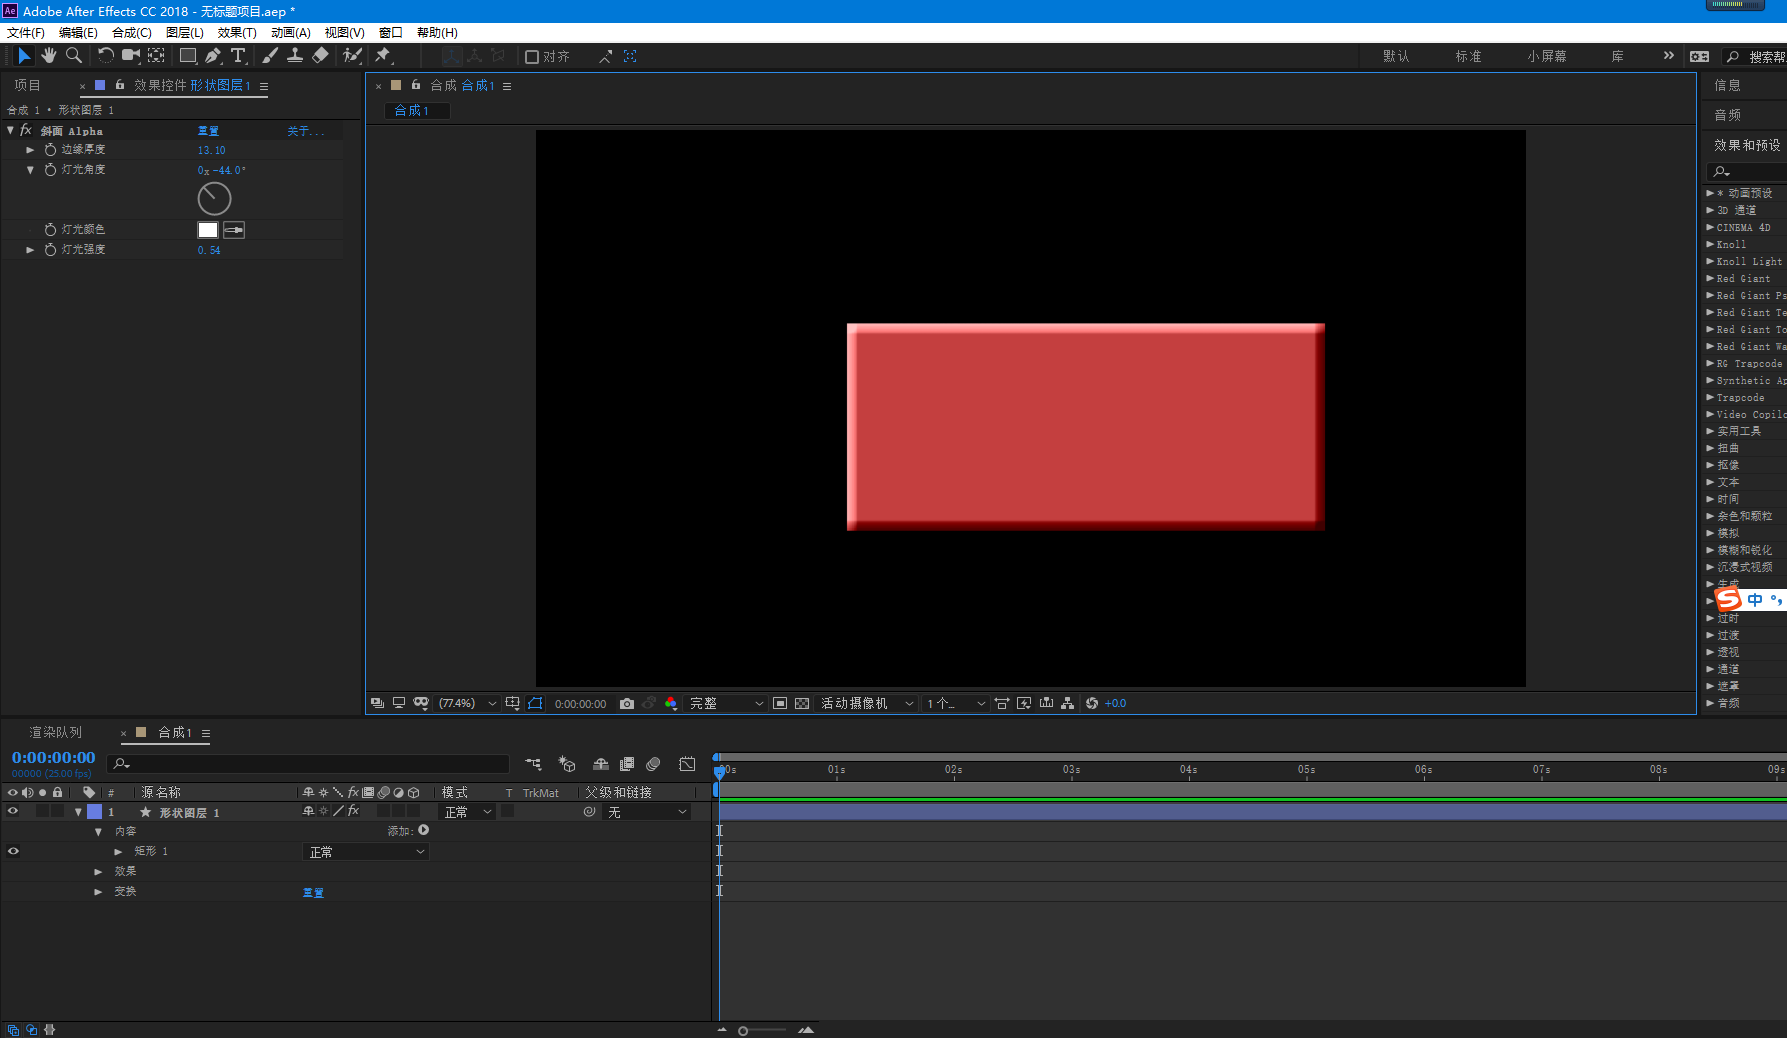 Ae Adobe After Effects CC 2018 - 无标题项目.aep *
文件(F) 编辑(E) 合成(C) 图层(L) 效果(T) 动画(A) 视图(V) 窗口 帮助(H)
对齐 默认 标准 小屏幕 库 » 搜索帮
项目 × 效果控件 形状图层 1
合成 1 • 形状图层 1
fx 斜面 Alpha 重置 关于...
边缘厚度 13.10
灯光角度 0x -44.0°
灯光颜色
灯光强度 0.54
× 合成 合成 1
合成 1
(77.4%) 0:00:00:00 完整 活动摄像机 1 个... +0.0
信息
音频
效果和预设
* 动画预设
3D 通道
CINEMA 4D
Knoll
Knoll Light
Red Giant
Red Giant Ps
Red Giant Te
Red Giant To
Red Giant Wa
RG Trapcode
Synthetic Ap
Trapcode
Video Copilo
实用工具
扭曲
抠像
文本
时间
杂色和颗粒
模拟
模糊和锐化
沉浸式视频
生成
S 中 °,
过时
过渡
透视
通道
遮罩
音频
渲染队列 × 合成 1
0:00:00:00
00000 (25.00 fps)
:00s 01s 02s 03s 04s 05s 06s 07s 08s 09s
# 源名称 fx 模式 T TrkMat 父级和链接
1 形状图层 1 fx 正常 无
内容 添加:
矩形 1 正常
效果
变换 重置